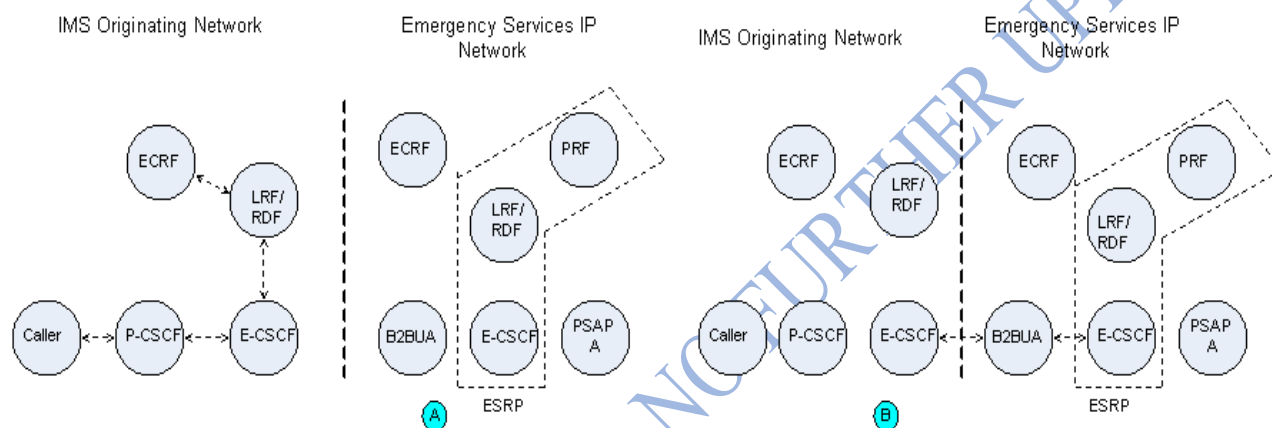 IMS Originating Network
Emergency Services IP
Network
ECRF
LRF/
RDF
Caller
P-CSCF
E-CSCF
ECRF
PRF
LRF/
RDF
B2BUA
E-CSCF
PSAP
A
ESRP
A
IMS Originating Network
Emergency Services IP
Network
ECRF
LRF/
RDF
Caller
P-CSCF
E-CSCF
ECRF
PRF
LRF/
RDF
B2BUA
E-CSCF
PSAP
A
ESRP
B
FURTHER